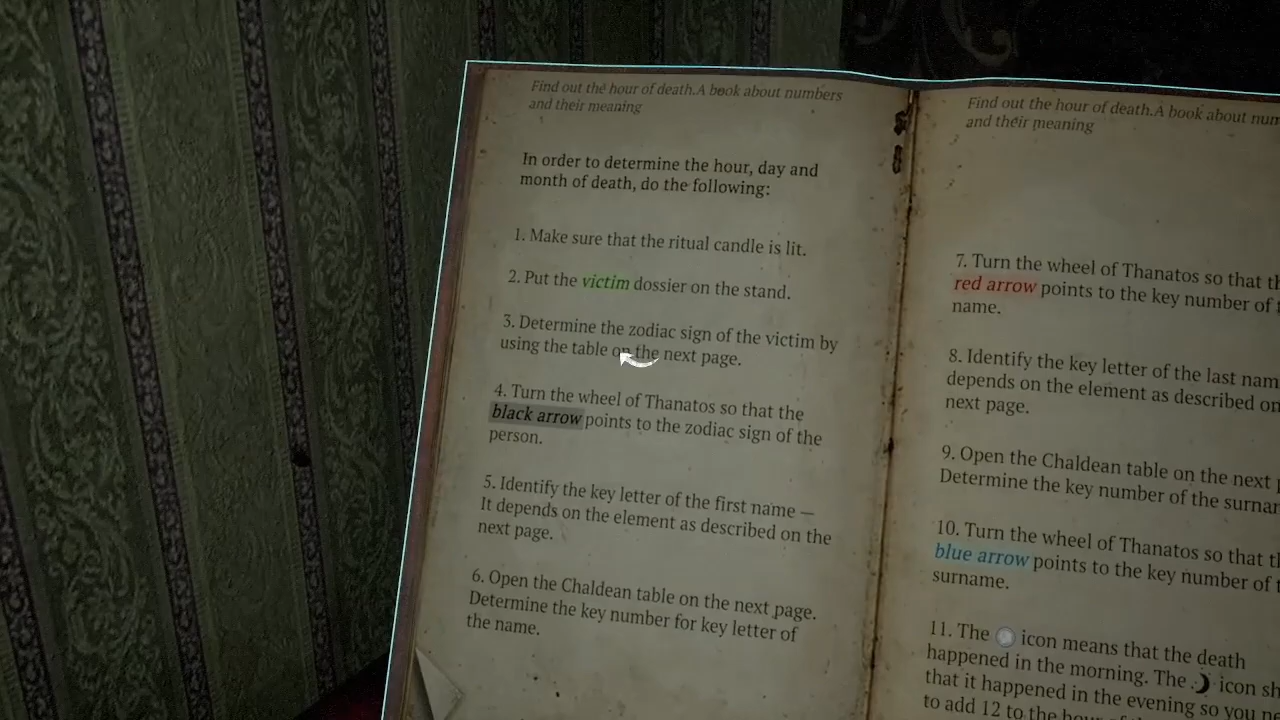 Find out the hour of death.A book about numbers
and their meaning
In order to determine the hour, day and
month of death, do the following:
1. Make sure that the ritual candle is lit.
2. Put the victim dossier on the stand.
3. Determine the zodiac sign of the victim by
using the table on the next page.
4. Turn the wheel of Thanatos so that the
black arrow points to the zodiac sign of the
person.
5. Identify the key letter of the first name —
It depends on the element as described on the
next page.
6. Open the Chaldean table on the next page.
Determine the key number for key letter of
the name.
Find out the hour of death.A book about
and their meaning
7. Turn the wheel of Thanatos so that
red arrow points to the key number of
name.
8. Identify the key letter of the last
depends on the element as described on
next page.
9. Open the Chaldean table on the next
Determine the key number of the
10. Turn the wheel of Thanatos so that
blue arrow points to the key number of
surname.
11. The icon means that the death
happened in the morning. The icon
that it happened in the evening so you
to add 12 to the hour of